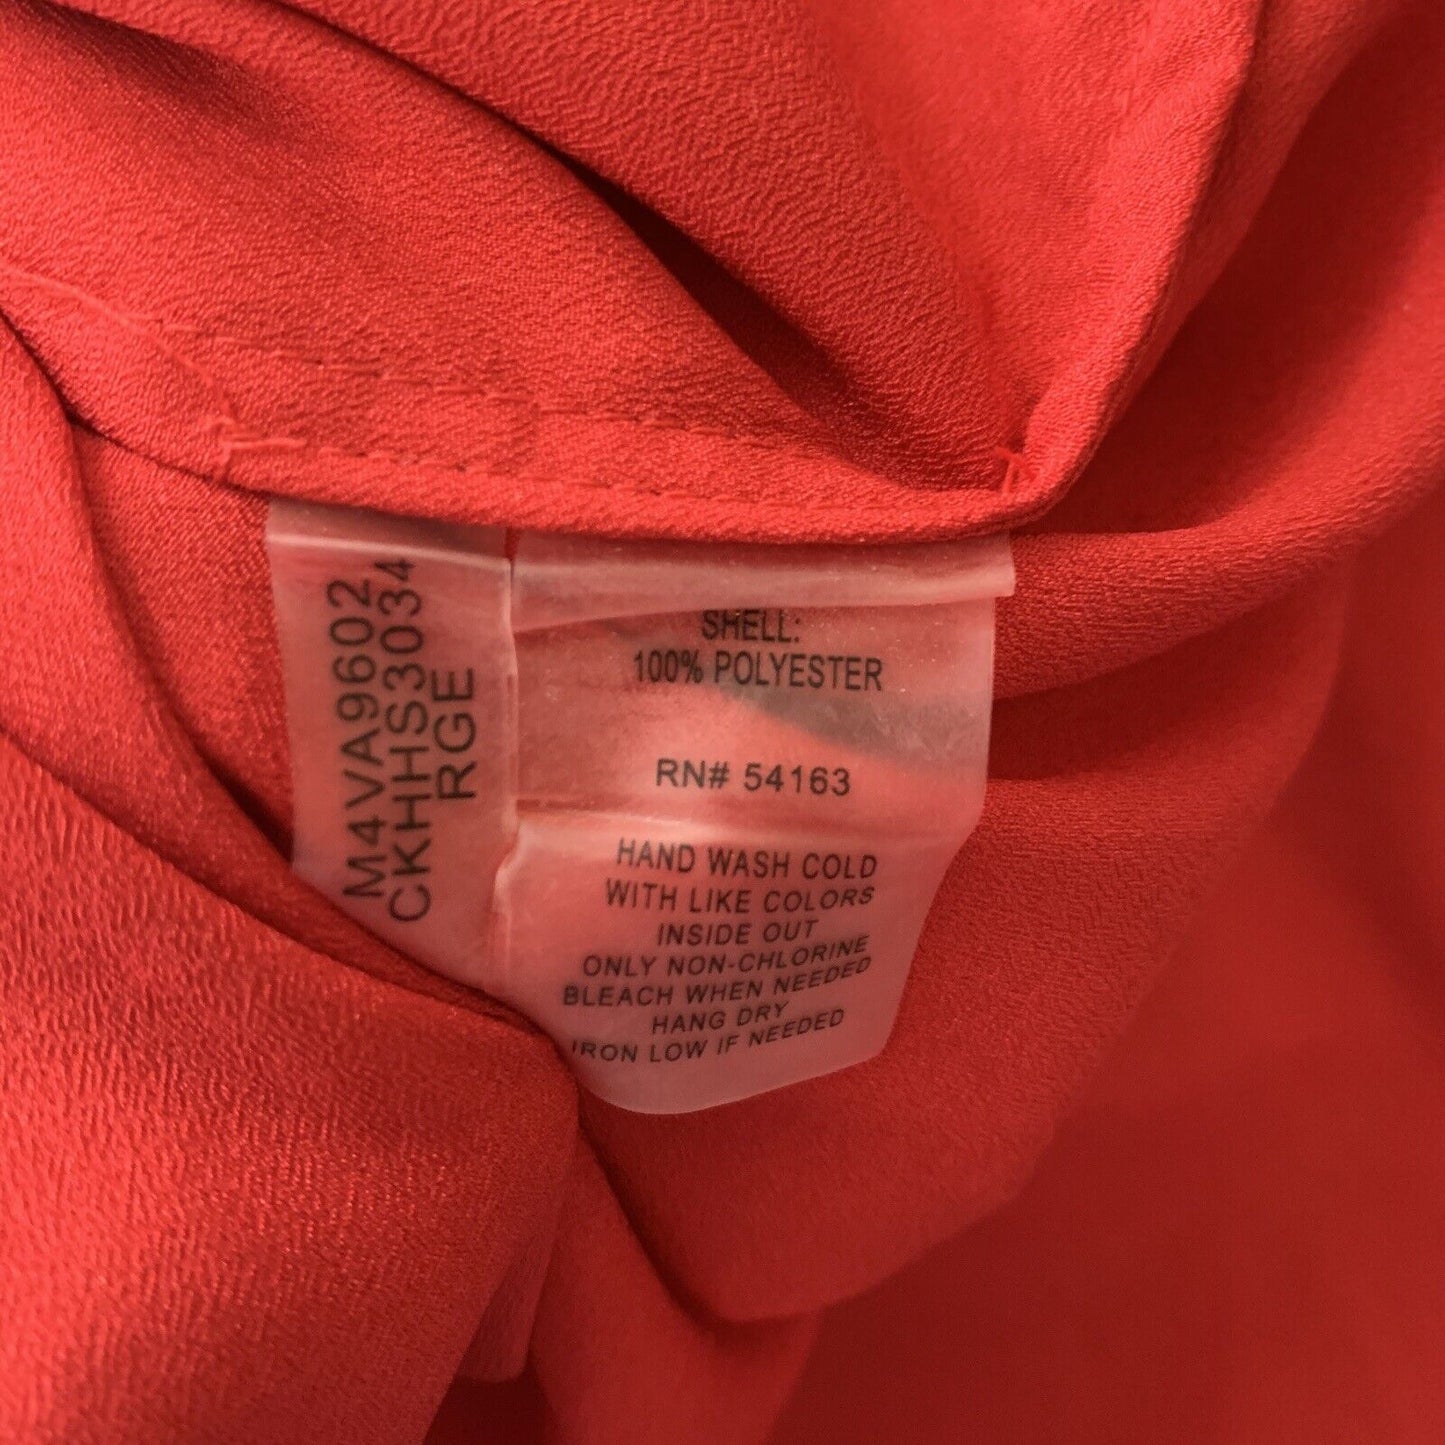 M4VA9602
CKHHS3034
RGE
SHELL:
100% POLYESTER
RN# 54163
HAND WASH COLD
WITH LIKE COLORS
INSIDE OUT
ONLY NON-CHLORINE
BLEACH WHEN NEEDED
HANG DRY
IRON LOW IF NEEDED